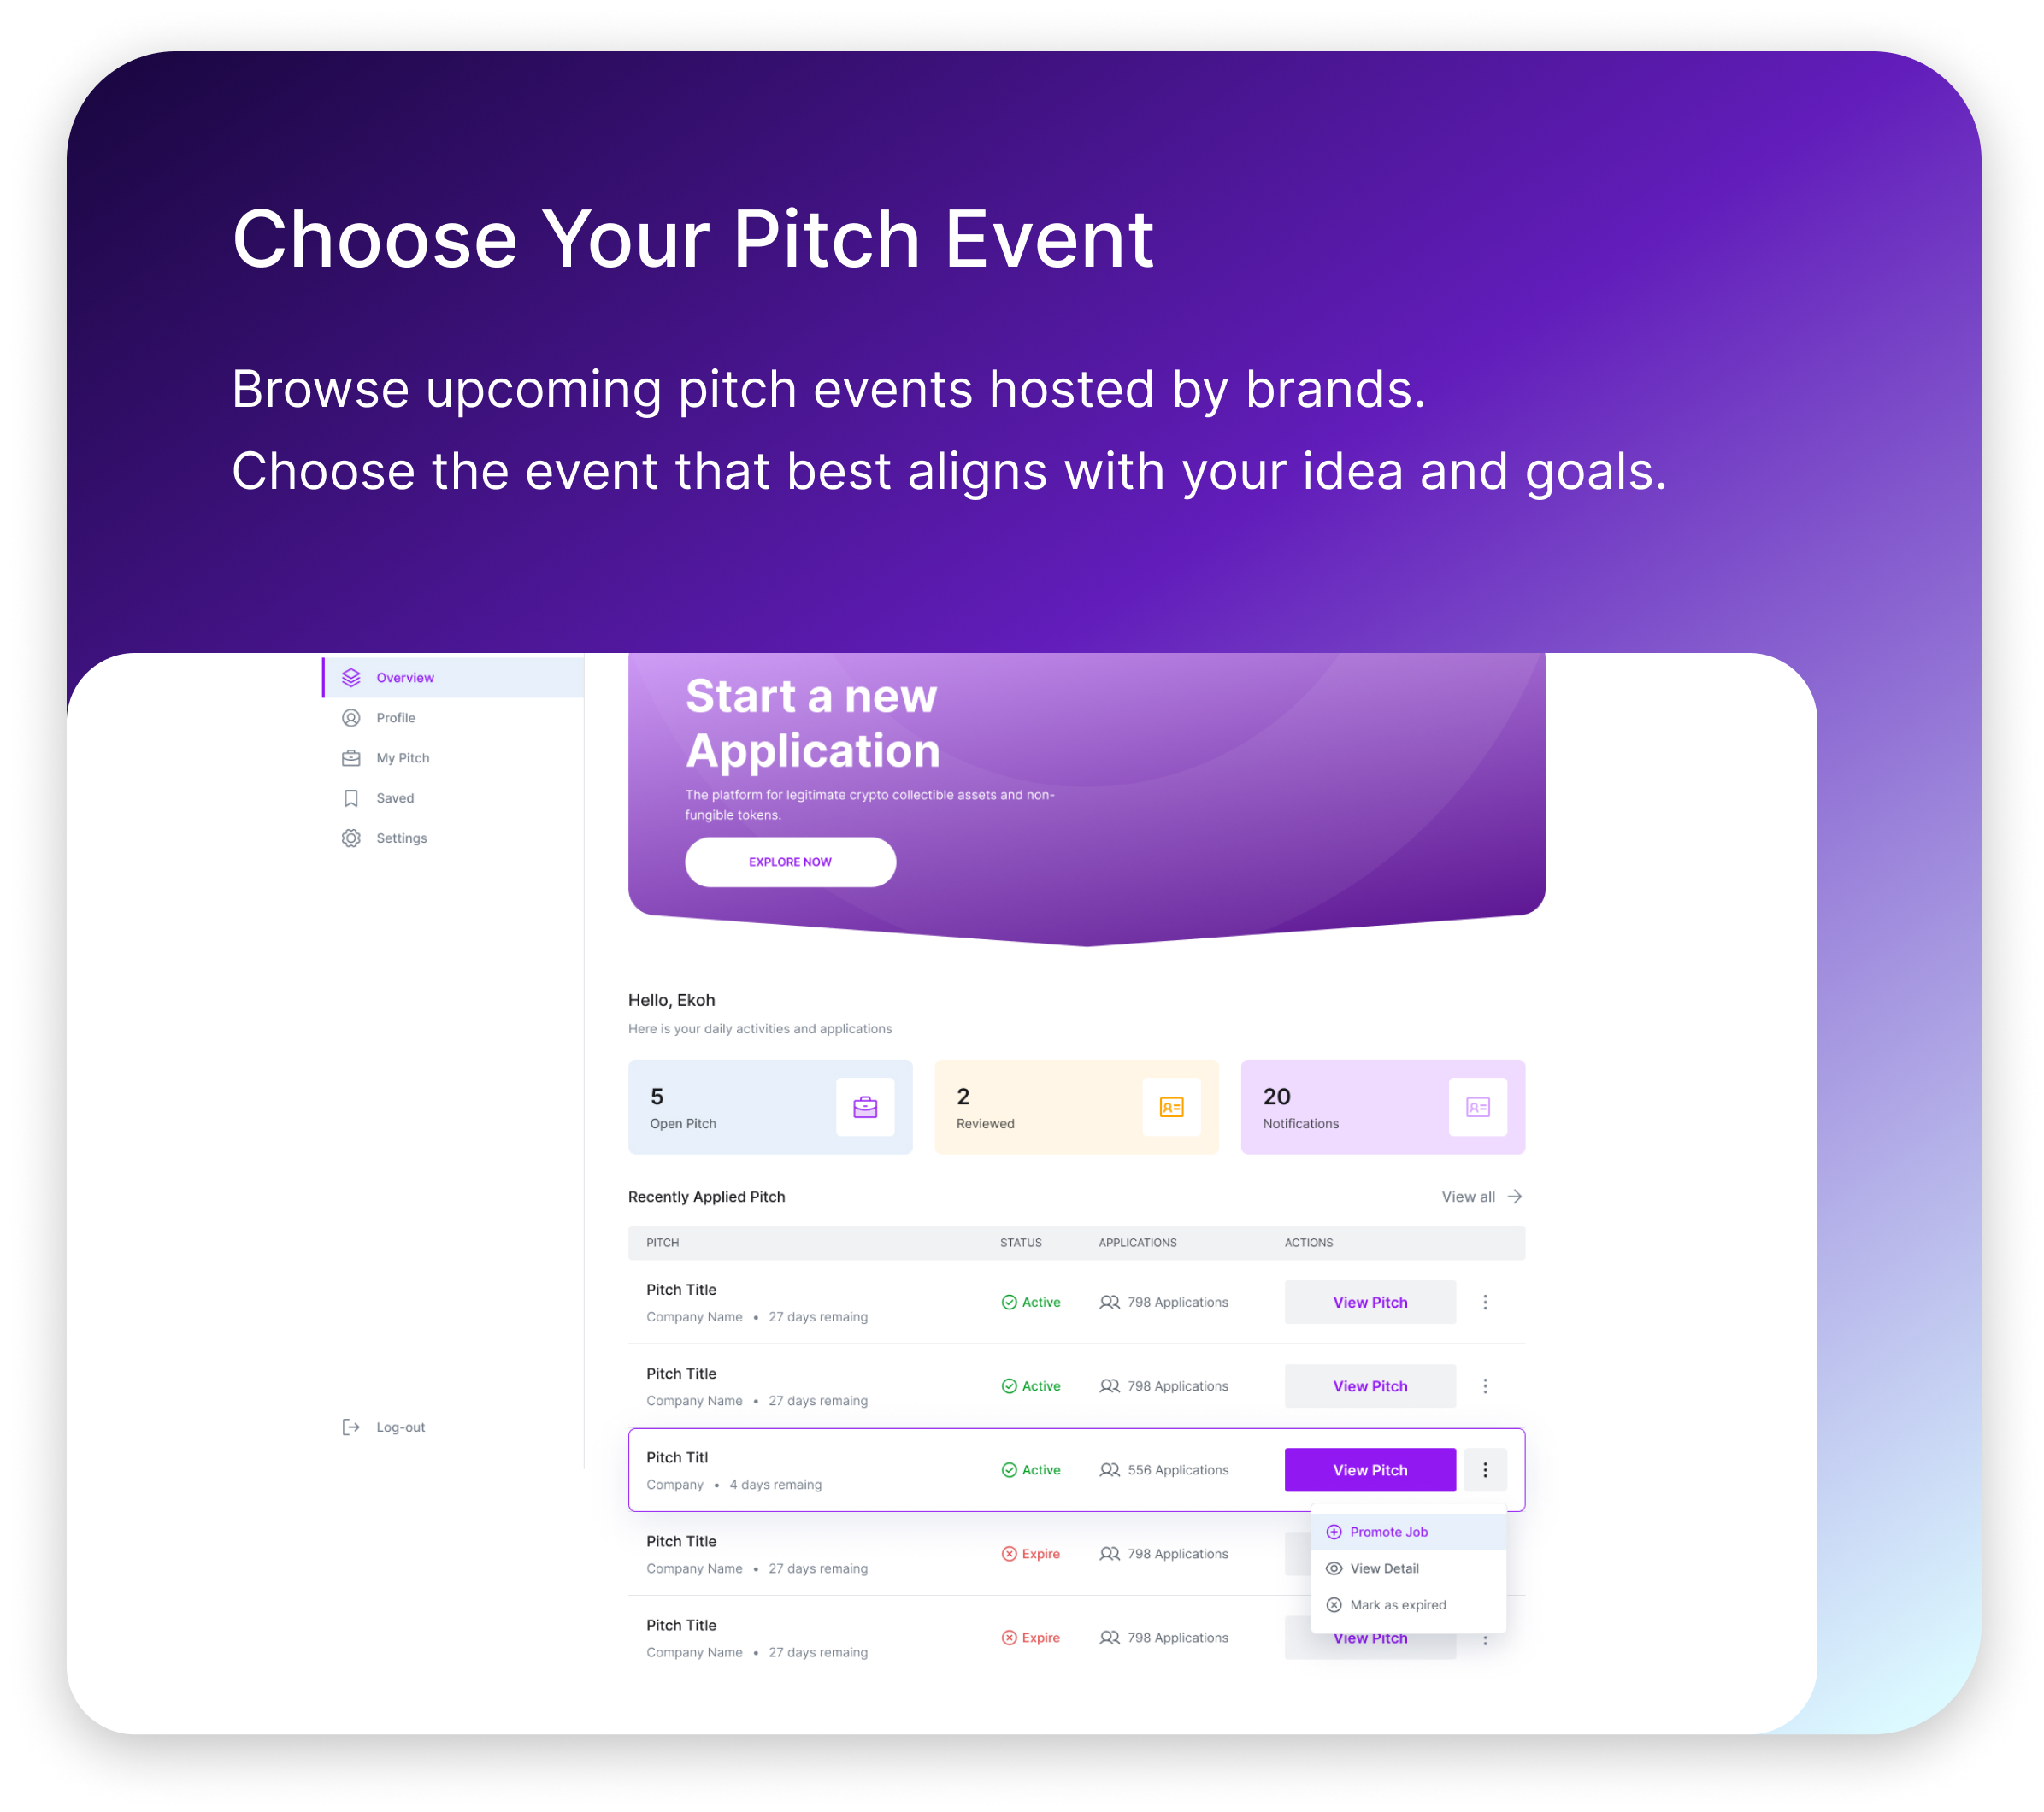 Choose Your Pitch Event
Browse upcoming pitch events hosted by brands.
Choose the event that best aligns with your idea and goals.
Overview
Profile
My Pitch
Saved
Settings
Log-out
Start a new
Application
The platform for legitimate crypto collectible assets and non-
fungible tokens.
EXPLORE NOW
Hello, Ekoh
Here is your daily activities and applications
5
Open Pitch
2
Reviewed
20
Notifications
Recently Applied Pitch
View all
PITCH STATUS APPLICATIONS ACTIONS
Pitch Title
Company Name • 27 days remaing
Active
798 Applications
View Pitch
Pitch Title
Company Name • 27 days remaing
Active
798 Applications
View Pitch
Pitch Titl
Company • 4 days remaing
Active
556 Applications
View Pitch
Promote Job
View Detail
Mark as expired
Pitch Title
Company Name • 27 days remaing
Expire
798 Applications
Pitch Title
Company Name • 27 days remaing
Expire
798 Applications
View Pitch